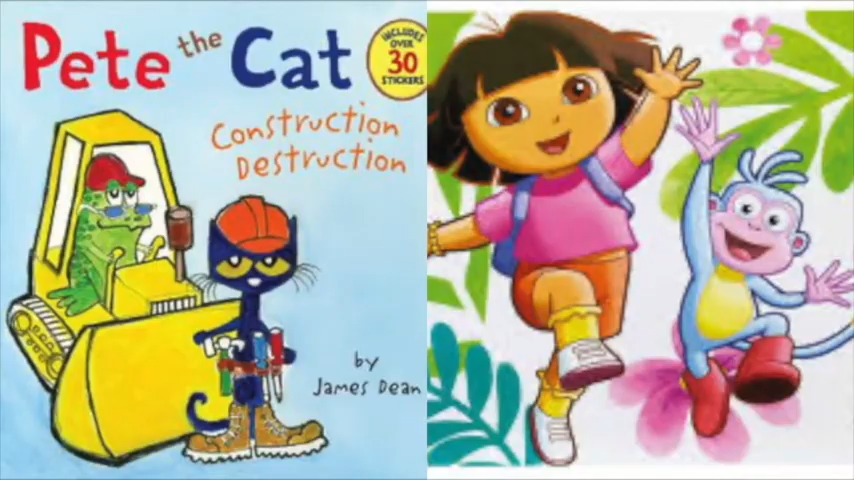 Pete the Cat
INCLUDES
OVER
30
STICKERS
Construction
Destruction
by
James Dean